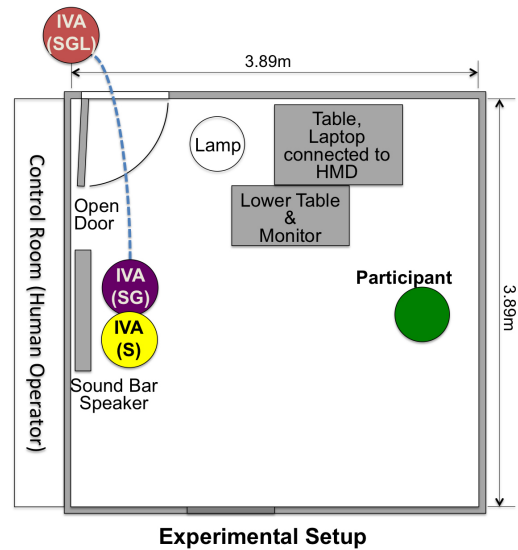 IVA
(SGL)
3.89m
Lamp
Table,
Laptop
connected to
HMD
Open
Door
Lower Table
&
Monitor
Control Room (Human Operator)
IVA
(SG)
IVA
(S)
Participant
3.89m
Sound Bar
Speaker
Experimental Setup